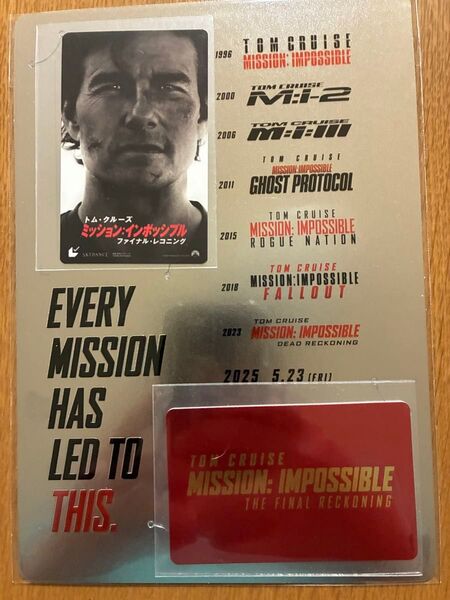 トム・クルーズ
ミッション:インポッシブル
ファイナル・レコニング
SKYDANCE
1996 TOM CRUISE
MISSION: IMPOSSIBLE
2000 TOM CRUISE
M:i-2
2006 TOM CRUISE
M:i:III
2011 TOM CRUISE
MISSION: IMPOSSIBLE
GHOST PROTOCOL
2015 TOM CRUISE
MISSION: IMPOSSIBLE
ROGUE NATION
2018 TOM CRUISE
MISSION: IMPOSSIBLE
FALLOUT
2023 TOM CRUISE
MISSION: IMPOSSIBLE
DEAD RECKONING
2025 5.23 [FRI]
EVERY
MISSION
HAS
LED TO
THIS.
TOM CRUISE
MISSION: IMPOSSIBLE
THE FINAL RECKONING